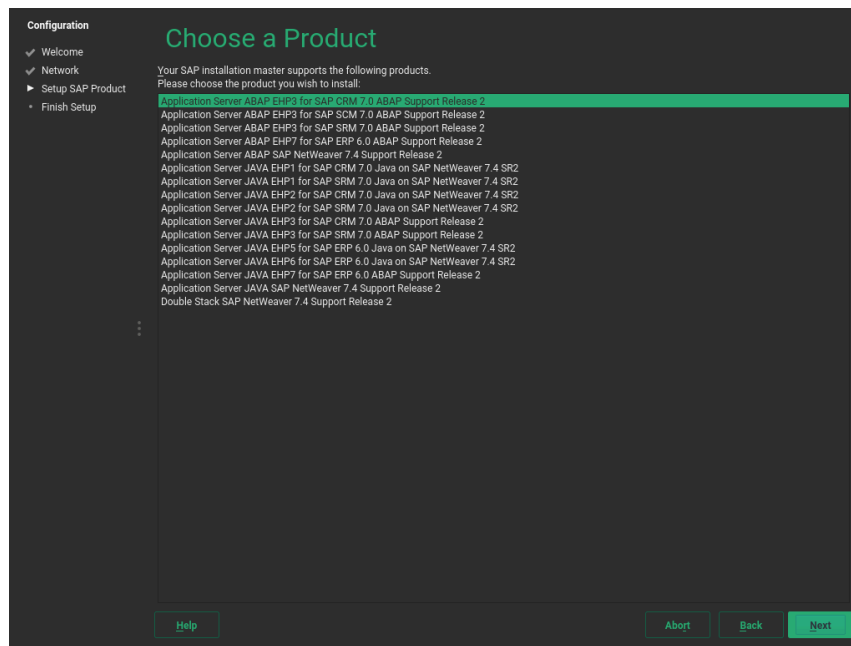 Configuration
Welcome
Network
Setup SAP Product
Finish Setup
Choose a Product
Your SAP installation master supports the following products.
Please choose the product you wish to install:
Application Server ABAP EHP3 for SAP CRM 7.0 ABAP Support Release 2
Application Server ABAP EHP3 for SAP SCM 7.0 ABAP Support Release 2
Application Server ABAP EHP3 for SAP SRM 7.0 ABAP Support Release 2
Application Server ABAP EHP7 for SAP ERP 6.0 ABAP Support Release 2
Application Server ABAP SAP NetWeaver 7.4 Support Release 2
Application Server JAVA EHP1 for SAP CRM 7.0 Java on SAP NetWeaver 7.4 SR2
Application Server JAVA EHP1 for SAP SRM 7.0 Java on SAP NetWeaver 7.4 SR2
Application Server JAVA EHP2 for SAP CRM 7.0 Java on SAP NetWeaver 7.4 SR2
Application Server JAVA EHP2 for SAP SRM 7.0 Java on SAP NetWeaver 7.4 SR2
Application Server JAVA EHP3 for SAP CRM 7.0 ABAP Support Release 2
Application Server JAVA EHP3 for SAP SRM 7.0 ABAP Support Release 2
Application Server JAVA EHP5 for SAP ERP 6.0 Java on SAP NetWeaver 7.4 SR2
Application Server JAVA EHP6 for SAP ERP 6.0 Java on SAP NetWeaver 7.4 SR2
Application Server JAVA EHP7 for SAP ERP 6.0 ABAP Support Release 2
Application Server JAVA SAP NetWeaver 7.4 Support Release 2
Double Stack SAP NetWeaver 7.4 Support Release 2
Help
Abort
Back
Next